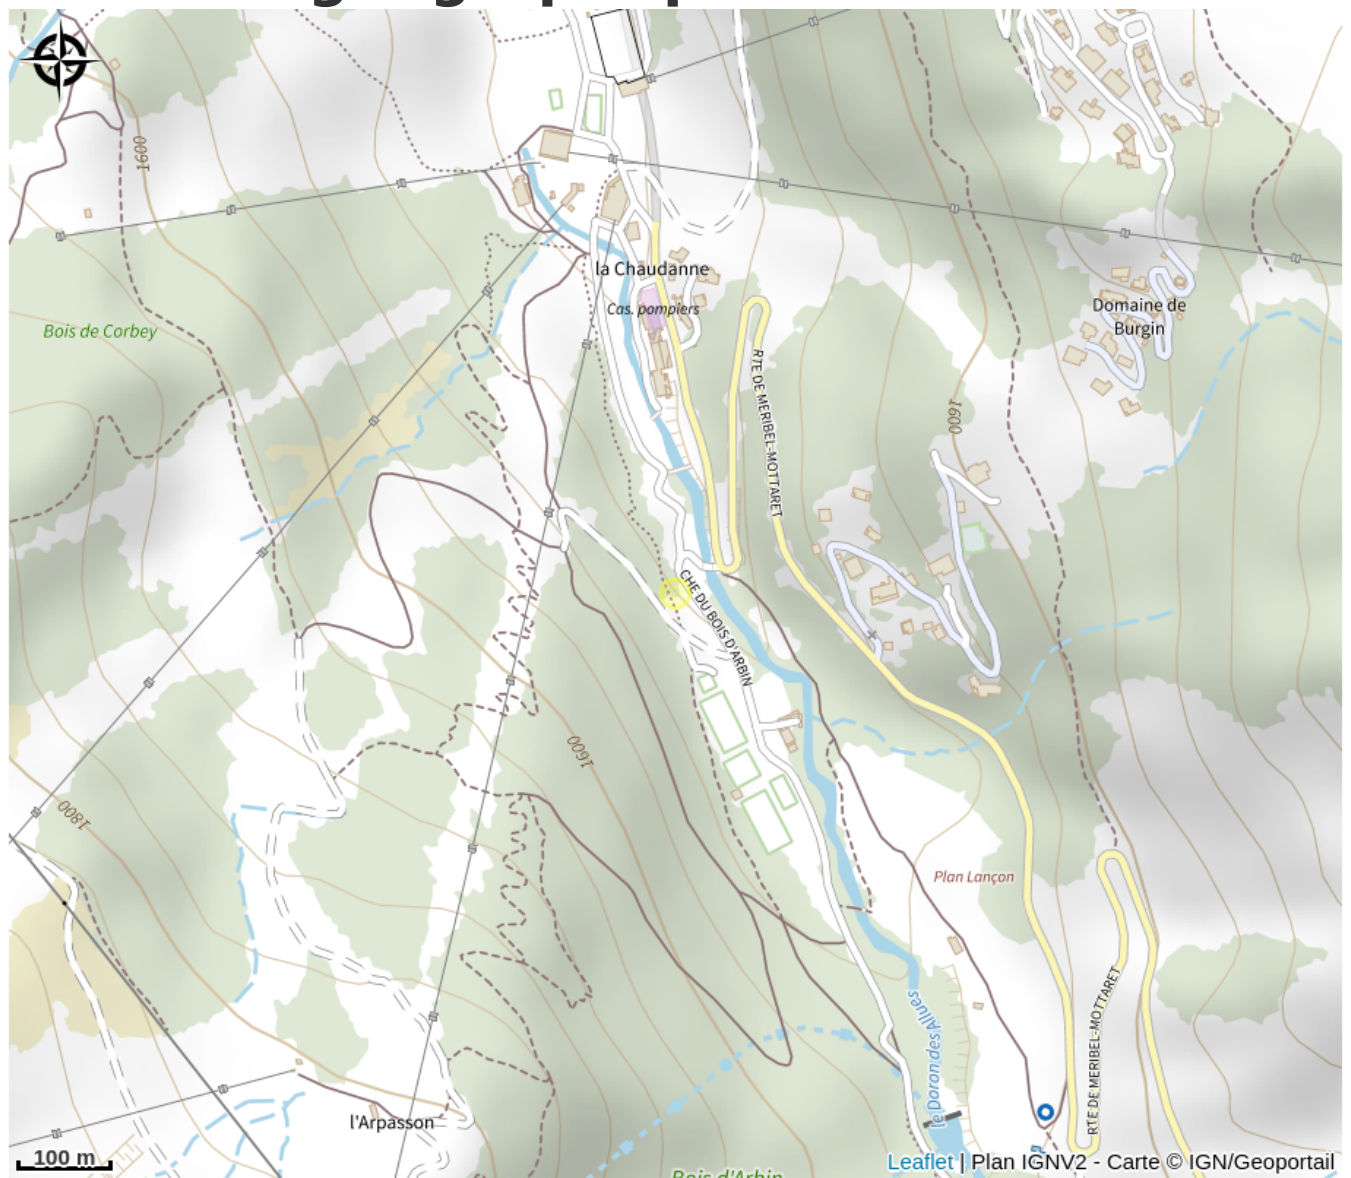 1600
la Chaudanne
Cas. pompiers
Bois de Corbey
Domaine de
Burgin
RTE DE MERIBEL-MOTTARET
1600
CHE DU BOIS D'ARBIN
1600
1800
Plan Lançon
le Doron des Allues
RTE DE MERIBEL-MOTTARET
l'Arpasson
100 m
Bois d'Arbin
Leaflet | Plan IGNV2 - Carte © IGN/Geoportail